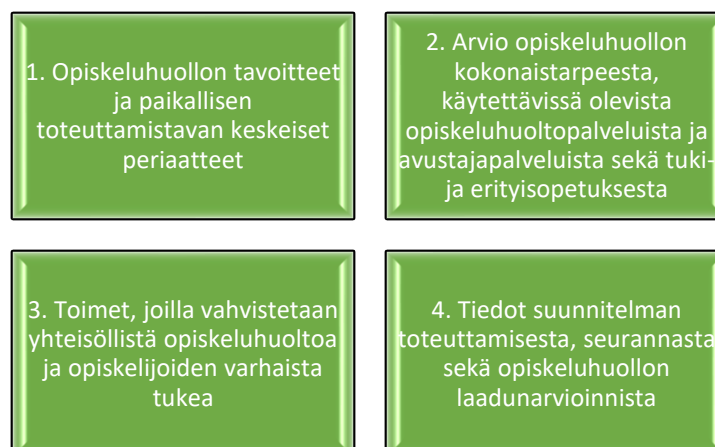 1. Opiskeluhuollon tavoitteet
ja paikallisen
toteuttamistavan keskeiset
periaatteet
2. Arvio opiskeluhuollon
kokonaistarpeesta,
käytettävissä olevista
opiskeluhuoltopalveluista ja
avustajapalveluista sekä tuki-
ja erityisopetuksesta
3. Toimet, joilla vahvistetaan
yhteisöllistä opiskeluhuoltoa
ja opiskelijoiden varhaista
tukea
4. Tiedot suunnitelman
toteuttamisesta, seurannasta
sekä opiskeluhuollon
laadunarvioinnista